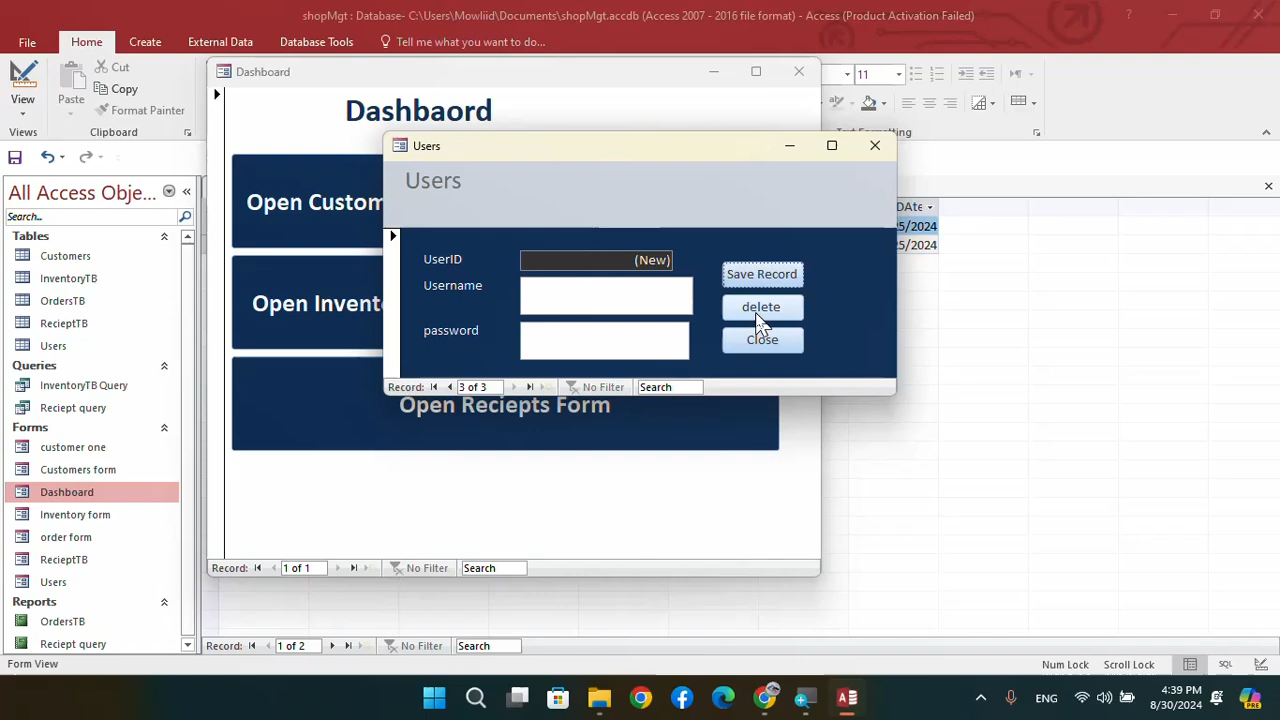 shopMgt : Database- C:\Users\Mowliid\Documents\shopMgt.accdb (Access 2007 - 2016 file format) - Access (Product Activation Failed)
File Home Create External Data Database Tools Tell me what you want to do...
View
Views
Paste
Cut
Copy
Format Painter
Clipboard
11
Text Formatting
All Access Obje...
Search...
Tables
Customers
InventoryTB
OrdersTB
RecieptTB
Users
Queries
InventoryTB Query
Reciept query
Forms
customer one
Customers form
Dashboard
Inventory form
order form
RecieptTB
Users
Reports
OrdersTB
Reciept query
Dashboard
Dashbaord
Open Custom
Open Invent
Open Reciepts Form
Record: 1 of 1 No Filter Search
Users
Users
UserID (New)
Username
password
Save Record
delete
Close
Record: 3 of 3 No Filter Search
DAte
25/2024
25/2024
Record: 1 of 2 No Filter Search
Form View
Num Lock Scroll Lock SQL
ENG
4:39 PM
8/30/2024
PRE